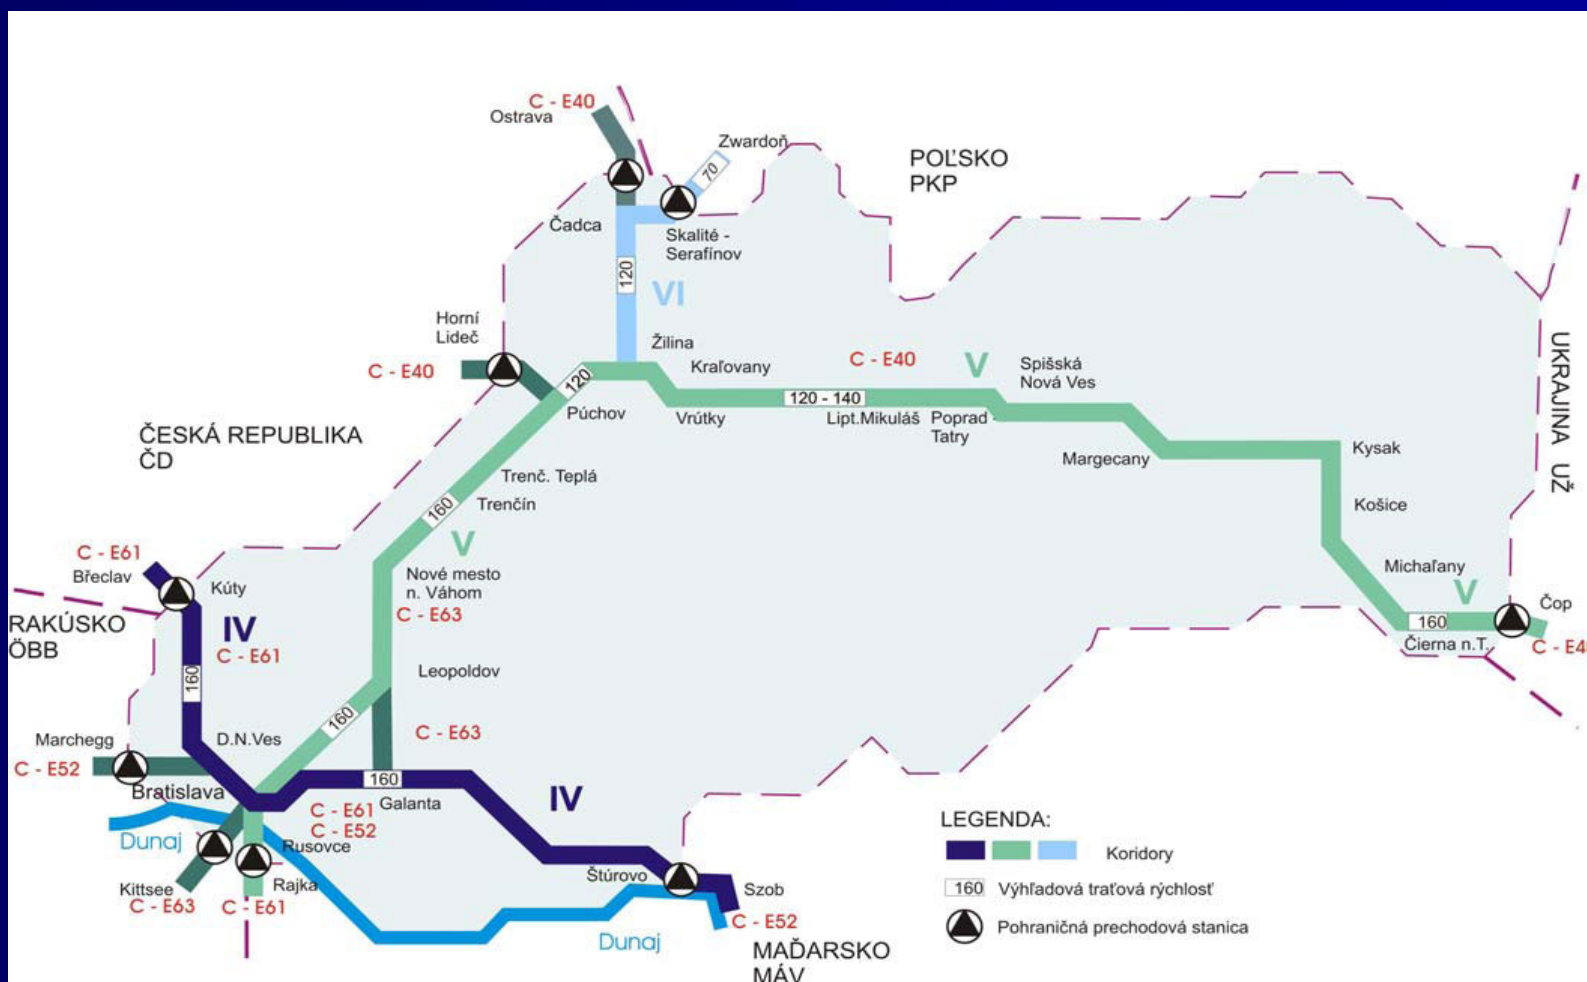 C - E40
Ostrava
Zwardoň
70
POĽSKO
PKP
Čadca
Skalité -
Serafínov
120
VI
Horní
Lideč
Žilina
C - E40
Kraľovany
C - E40
V
Spišská
Nová Ves
120
Púchov
Vrútky
120 - 140
Lipt.Mikuláš
Poprad -
Tatry
UKRAJINA UŽ
ČESKÁ REPUBLIKA
ČD
Margecany
Kysak
Trenč. Teplá
Trenčín
160
Košice
V
C - E61
Břeclav
Kúty
Nové mesto
n. Váhom
C - E63
Michaľany
V
Čop
RAKÚSKO
ÖBB
IV
C - E61
160
Čierna n.T.
C - E40
160
Leopoldov
160
C - E63
Marchegg
D.N.Ves
C - E52
Bratislava
160
Galanta
IV
C - E61
C - E52
Dunaj
Rusovce
Kittsee
Rajka
C - E63
C - E61
Štúrovo
Szob
C - E52
Dunaj
MAĎARSKO
MÁV
LEGENDA:
Koridory
160
Výhľadová traťová rýchlosť
Pohraničná prechodová stanica